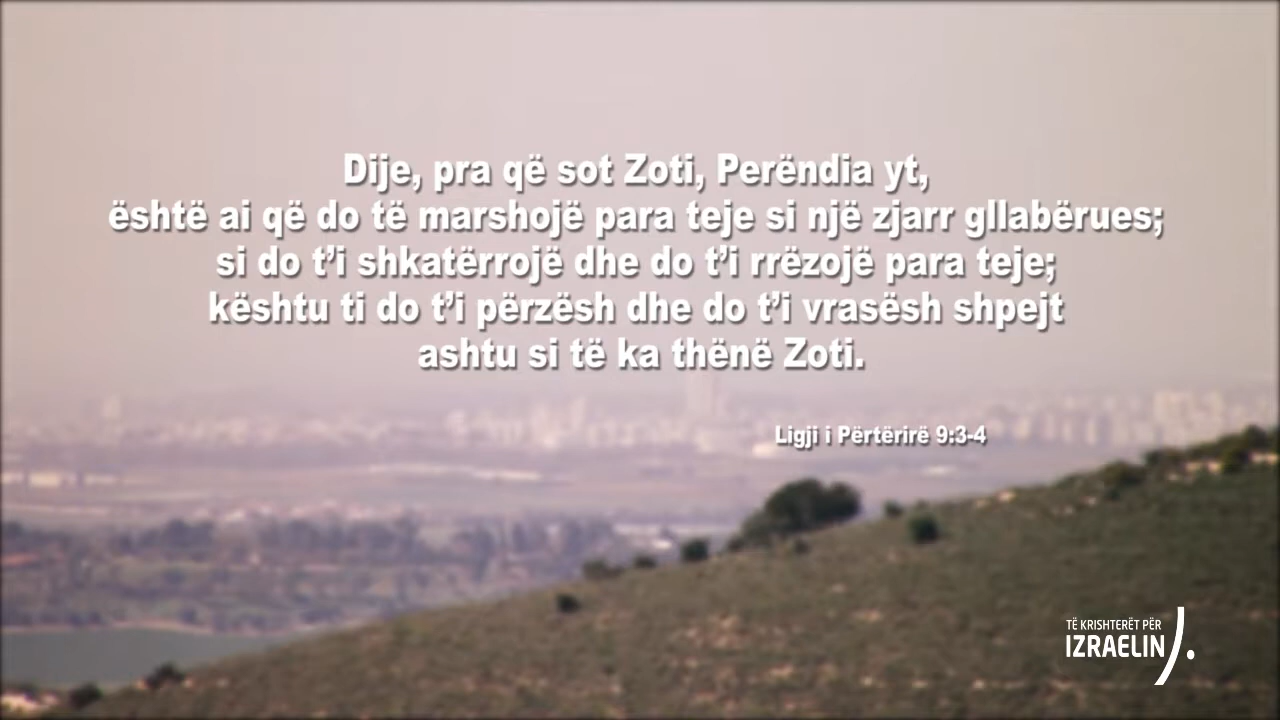 Dije, pra që sot Zoti, Perëndia yt,
është ai që do të marshojë para teje si një zjarr gllabërues;
si do t’i shkatërrojë dhe do t’i rrëzojë para teje;
kështu ti do t’i përzësh dhe do t’i vrasësh shpejt
ashtu si të ka thënë Zoti.
Ligji i Përtërirë 9:3-4
TË KRISHTERËT PËR
IZRAELIN